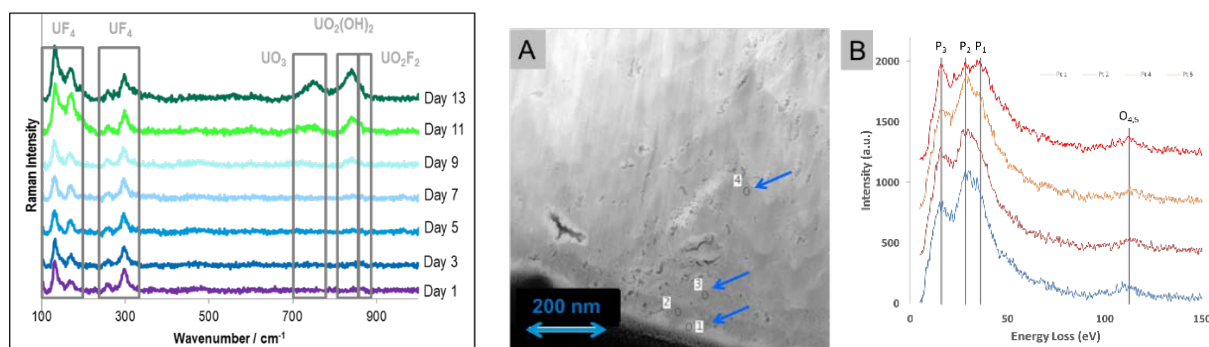 UF4
UF4
UO2(OH)2
UO3
UO2F2
Day 13
Day 11
Day 9
Day 7
Day 5
Day 3
Day 1
Raman Intensity
100
300
500
700
900
Wavenumber / cm-1
A
4
3
2
1
200 nm
B
P3
P2
P1
O4,5
2000
1500
1000
500
0
Intensity (a.u.)
0
50
100
150
Energy Loss (eV)